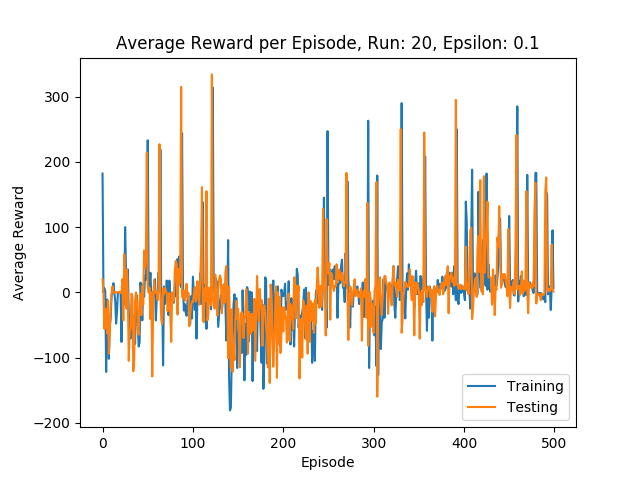 Average Reward per Episode, Run: 20, Epsilon: 0.1
Average Reward
300
200
100
0
−100
−200
0
100
200
300
400
500
Episode
Training
Testing